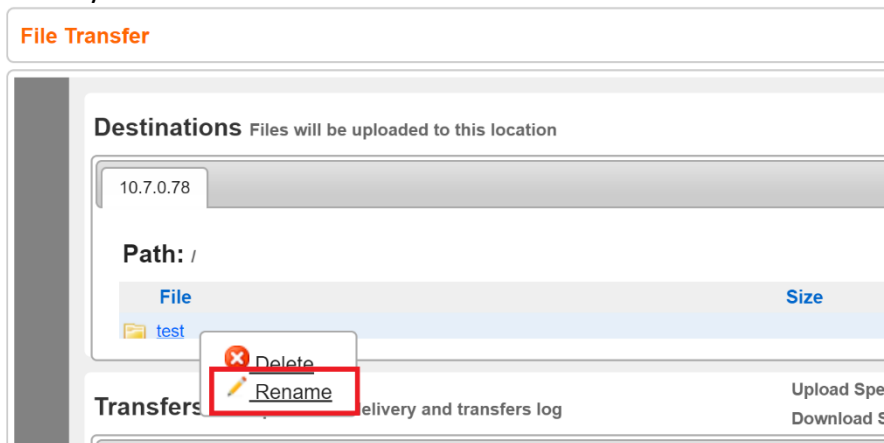 File Transfer
Destinations Files will be uploaded to this location
10.7.0.78
Path: /
File Size
test
Delete
Rename
Transfers elivery and transfers log
Upload Spe
Download S